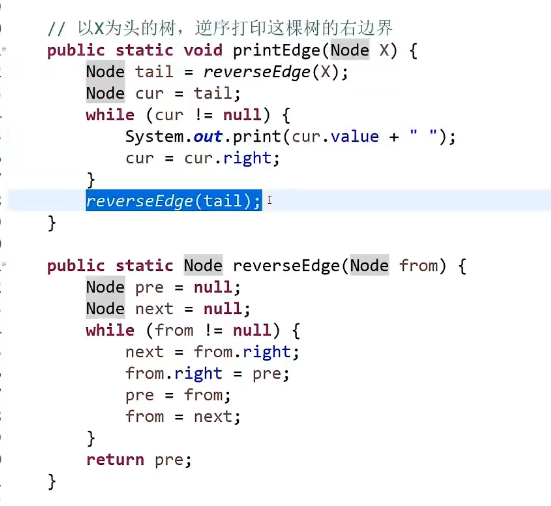 // 以X为头的树，逆序打印这棵树的右边界
public static void printEdge(Node X) {
Node tail = reverseEdge(X);
Node cur = tail;
while (cur != null) {
System.out.print(cur.value + " ");
cur = cur.right;
}
reverseEdge(tail);
}
public static Node reverseEdge(Node from) {
Node pre = null;
Node next = null;
while (from != null) {
next = from.right;
from.right = pre;
pre = from;
from = next;
}
return pre;
}